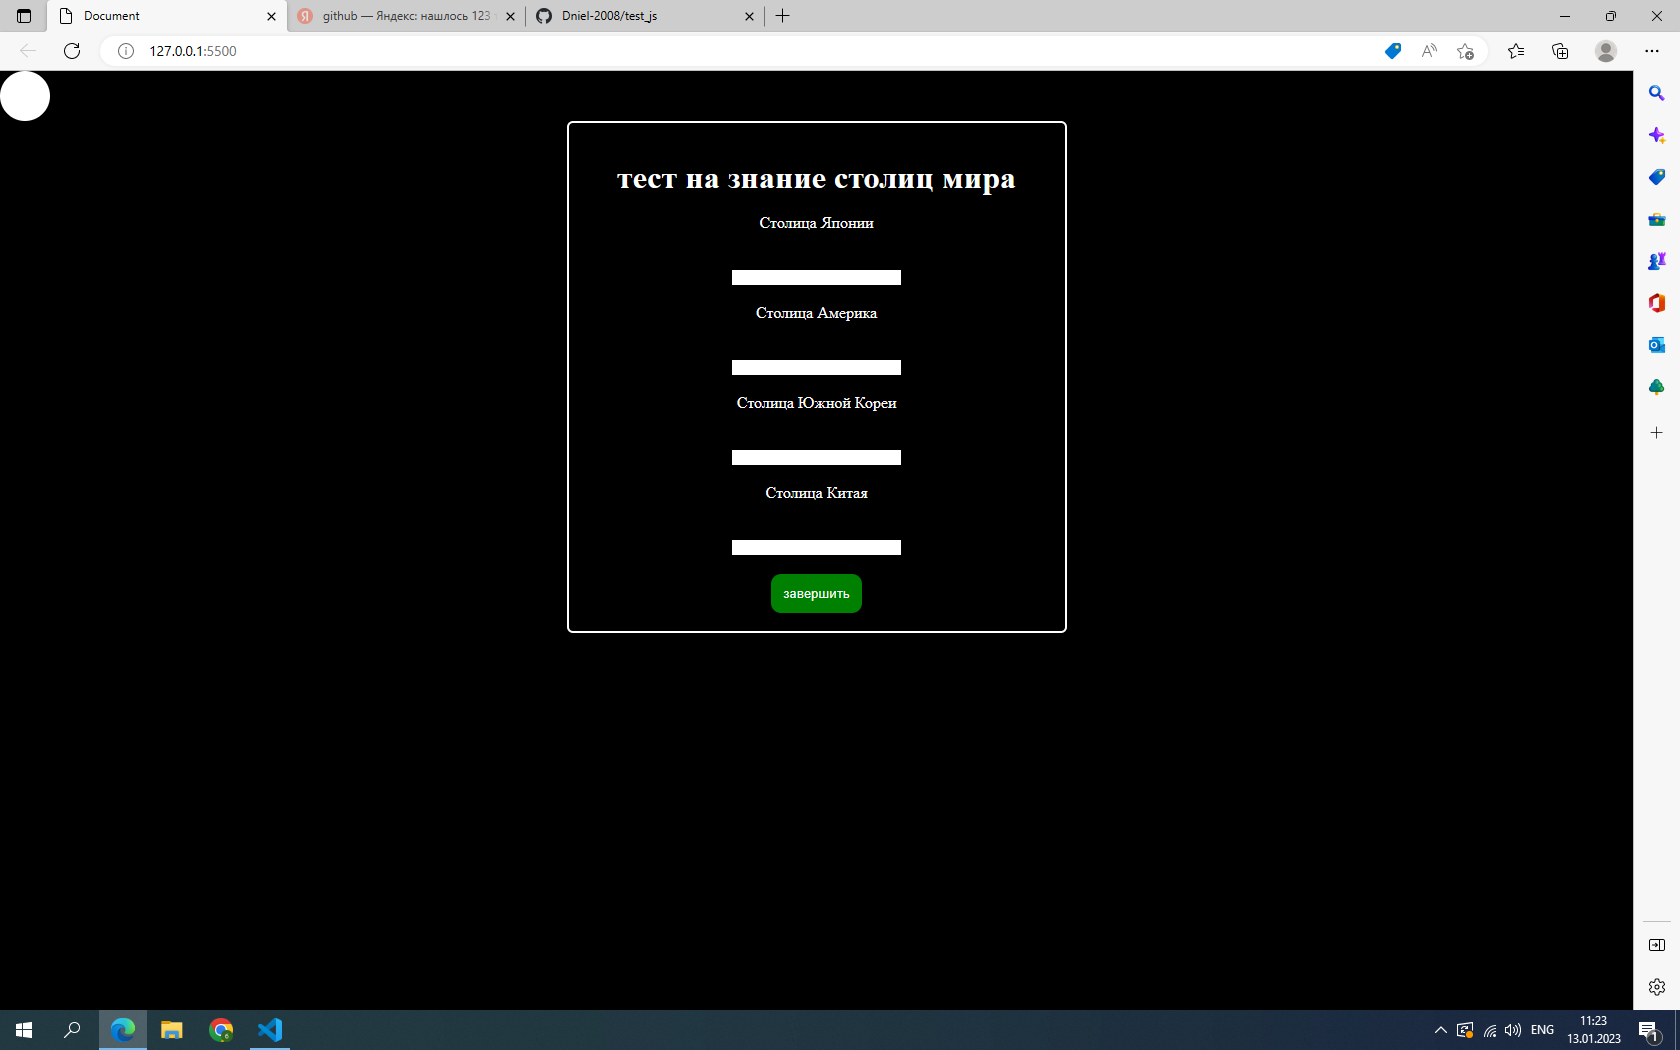 Document
github — Яндекс: нашлось 123
Dniel-2008/test_js
127.0.0.1:5500
тест на знание столиц мира
Столица Японии
Столица Америка
Столица Южной Кореи
Столица Китая
завершить
ENG
11:23
13.01.2023
1